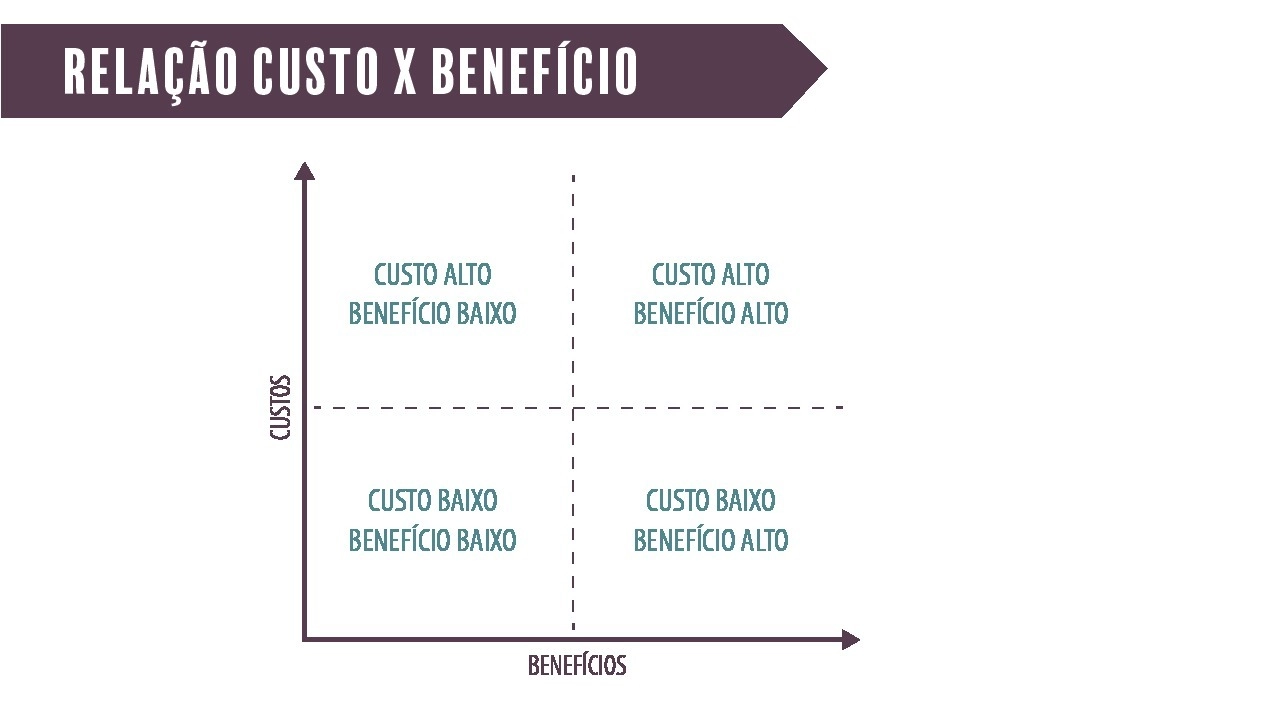 RELAÇÃO CUSTO X BENEFÍCIO
CUSTO ALTO
BENEFÍCIO BAIXO
CUSTO ALTO
BENEFÍCIO ALTO
CUSTOS
CUSTO BAIXO
BENEFÍCIO BAIXO
CUSTO BAIXO
BENEFÍCIO ALTO
BENEFÍCIOS